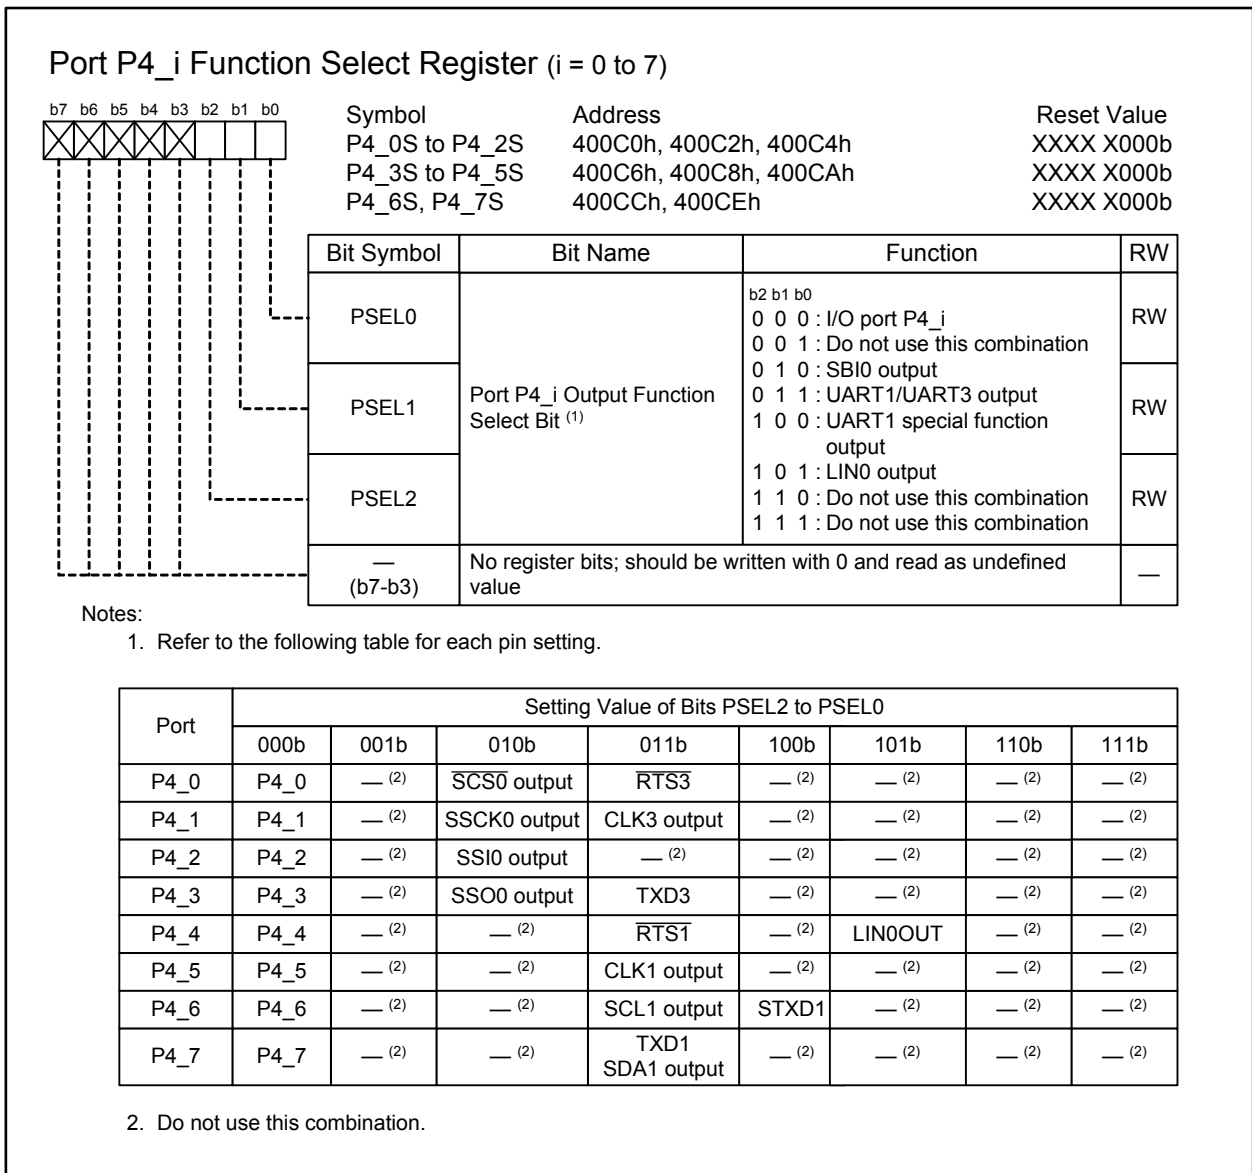 Port P4_i Function Select Register (i = 0 to 7)
b7 b6 b5 b4 b3 b2 b1 b0
Symbol Address Reset Value
P4_0S to P4_2S 400C0h, 400C2h, 400C4h XXXX X000b
P4_3S to P4_5S 400C6h, 400C8h, 400CAh XXXX X000b
P4_6S, P4_7S 400CCh, 400CEh XXXX X000b
Bit Symbol Bit Name Function RW
PSEL0 RW
PSEL1 RW
PSEL2 RW
Port P4_i Output Function
Select Bit (1)
b2 b1 b0
0 0 0 : I/O port P4_i
0 0 1 : Do not use this combination
0 1 0 : SBI0 output
0 1 1 : UART1/UART3 output
1 0 0 : UART1 special function
output
1 0 1 : LIN0 output
1 1 0 : Do not use this combination
1 1 1 : Do not use this combination
—
(b7-b3)
No register bits; should be written with 0 and read as undefined
value
—
Notes:
1. Refer to the following table for each pin setting.
Port Setting Value of Bits PSEL2 to PSEL0
000b 001b 010b 011b 100b 101b 110b 111b
P4_0 P4_0 — (2) SCS0 output RTS3 — (2) — (2) — (2) — (2)
P4_1 P4_1 — (2) SSCK0 output CLK3 output — (2) — (2) — (2) — (2)
P4_2 P4_2 — (2) SSI0 output — (2) — (2) — (2) — (2) — (2)
P4_3 P4_3 — (2) SSO0 output TXD3 — (2) — (2) — (2) — (2)
P4_4 P4_4 — (2) — (2) RTS1 — (2) LIN0OUT — (2) — (2)
P4_5 P4_5 — (2) — (2) CLK1 output — (2) — (2) — (2) — (2)
P4_6 P4_6 — (2) — (2) SCL1 output STXD1 — (2) — (2) — (2)
P4_7 P4_7 — (2) — (2) TXD1
SDA1 output — (2) — (2) — (2) — (2)
2. Do not use this combination.